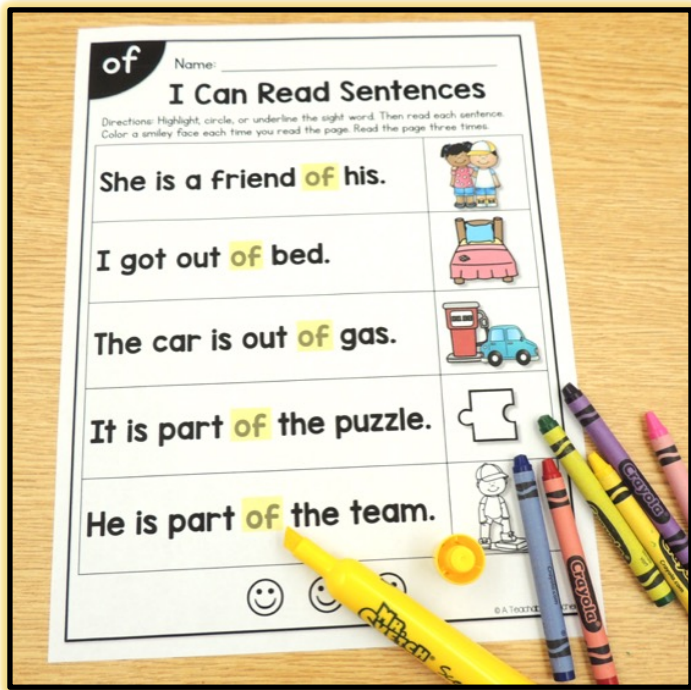 of
Name:
I Can Read Sentences
Directions: Highlight, circle, or underline the sight word. Then read each sentence.
Color a smiley face each time you read the page. Read the page three times.
She is a friend of his.
I got out of bed.
The car is out of gas.
It is part of the puzzle.
He is part of the team.
© A
MR.
Crayola
Crayola